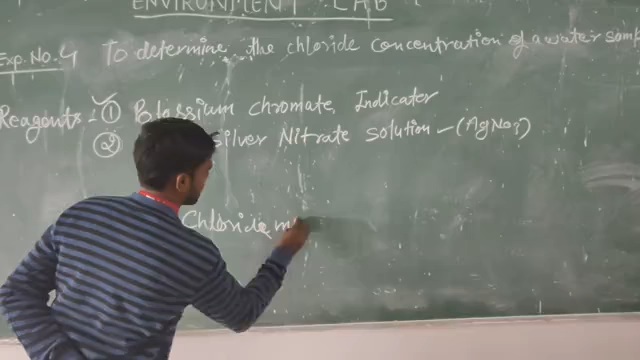 ENVIRONMENT LAB
Exp. No. 4 To determine the chloride concentration of a water samp
Reagents - ① Potassium chromate Indicator
② silver Nitrate solution - (AgNO3)
Chloride m